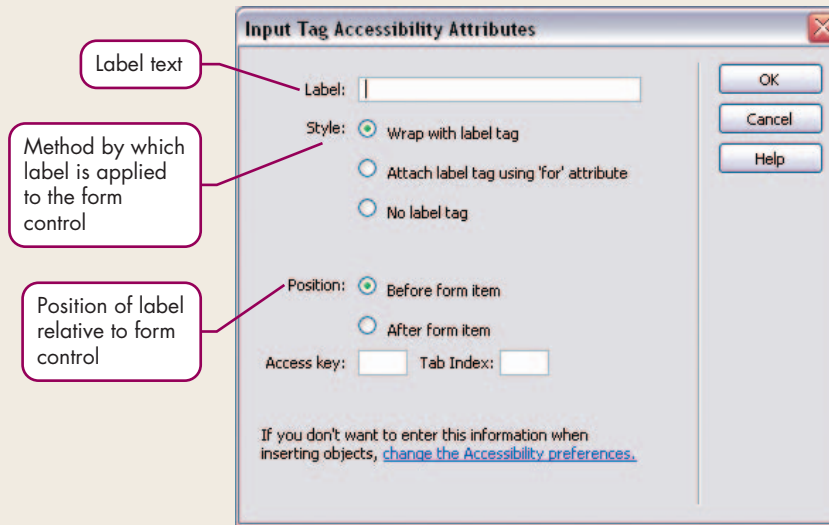 Input Tag Accessibility Attributes
Label text
Label:
OK
Style:
Wrap with label tag
Cancel
Method by which
label is applied
to the form
control
Attach label tag using 'for' attribute
Help
No label tag
Position of label
relative to form
control
Position:
Before form item
After form item
Access key:
Tab Index:
If you don't want to enter this information when
inserting objects, change the Accessibility preferences.